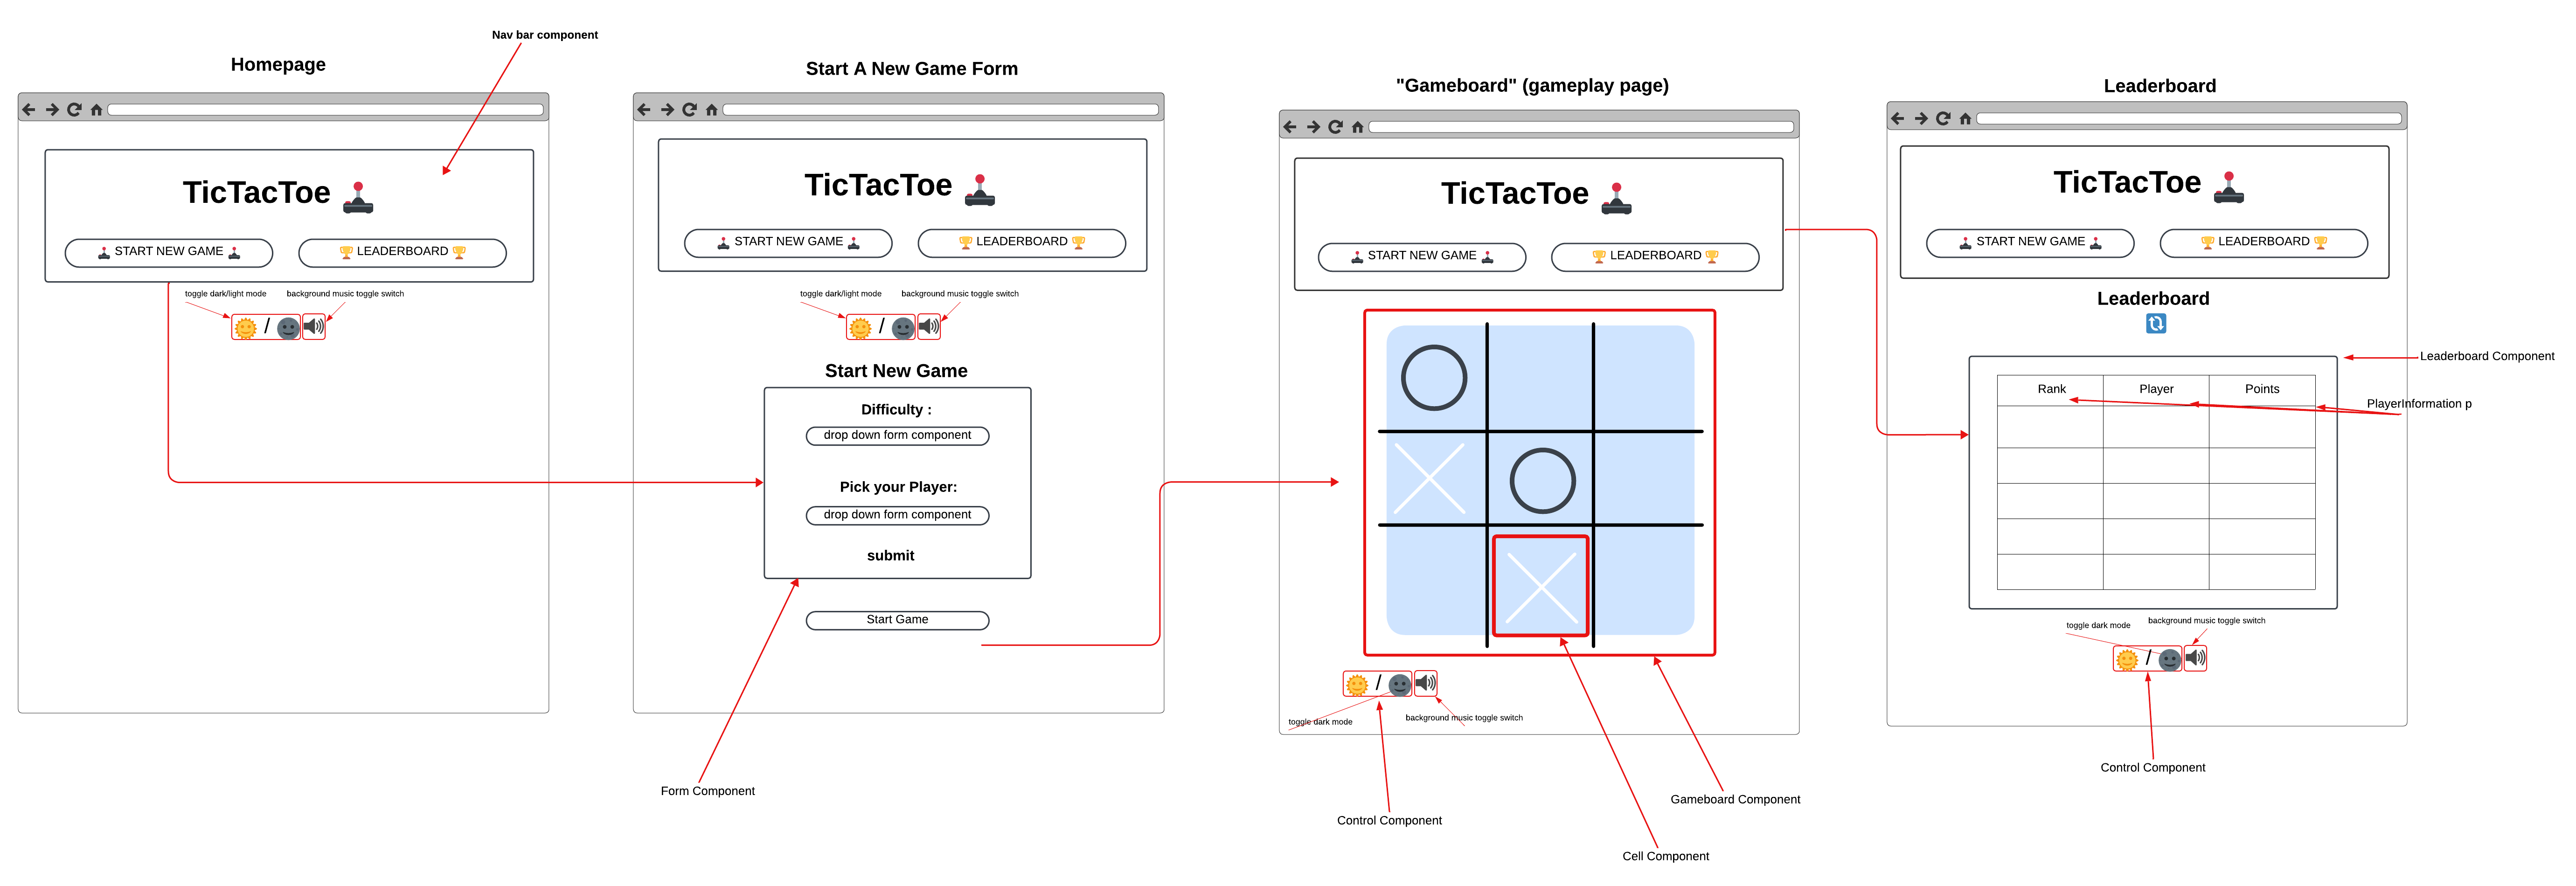 Nav bar component
Homepage
TicTacToe
START NEW GAME
LEADERBOARD
toggle dark/light mode
background music toggle switch
/
Start A New Game Form
TicTacToe
START NEW GAME
LEADERBOARD
toggle dark/light mode
background music toggle switch
/
Start New Game
Difficulty :
drop down form component
Pick your Player:
drop down form component
submit
Start Game
Form Component
"Gameboard" (gameplay page)
TicTacToe
START NEW GAME
LEADERBOARD
/
toggle dark mode
background music toggle switch
Control Component
Gameboard Component
Cell Component
Leaderboard
TicTacToe
START NEW GAME
LEADERBOARD
Leaderboard
Leaderboard Component
Rank
Player
Points
PlayerInformation p
toggle dark mode
background music toggle switch
/
Control Component